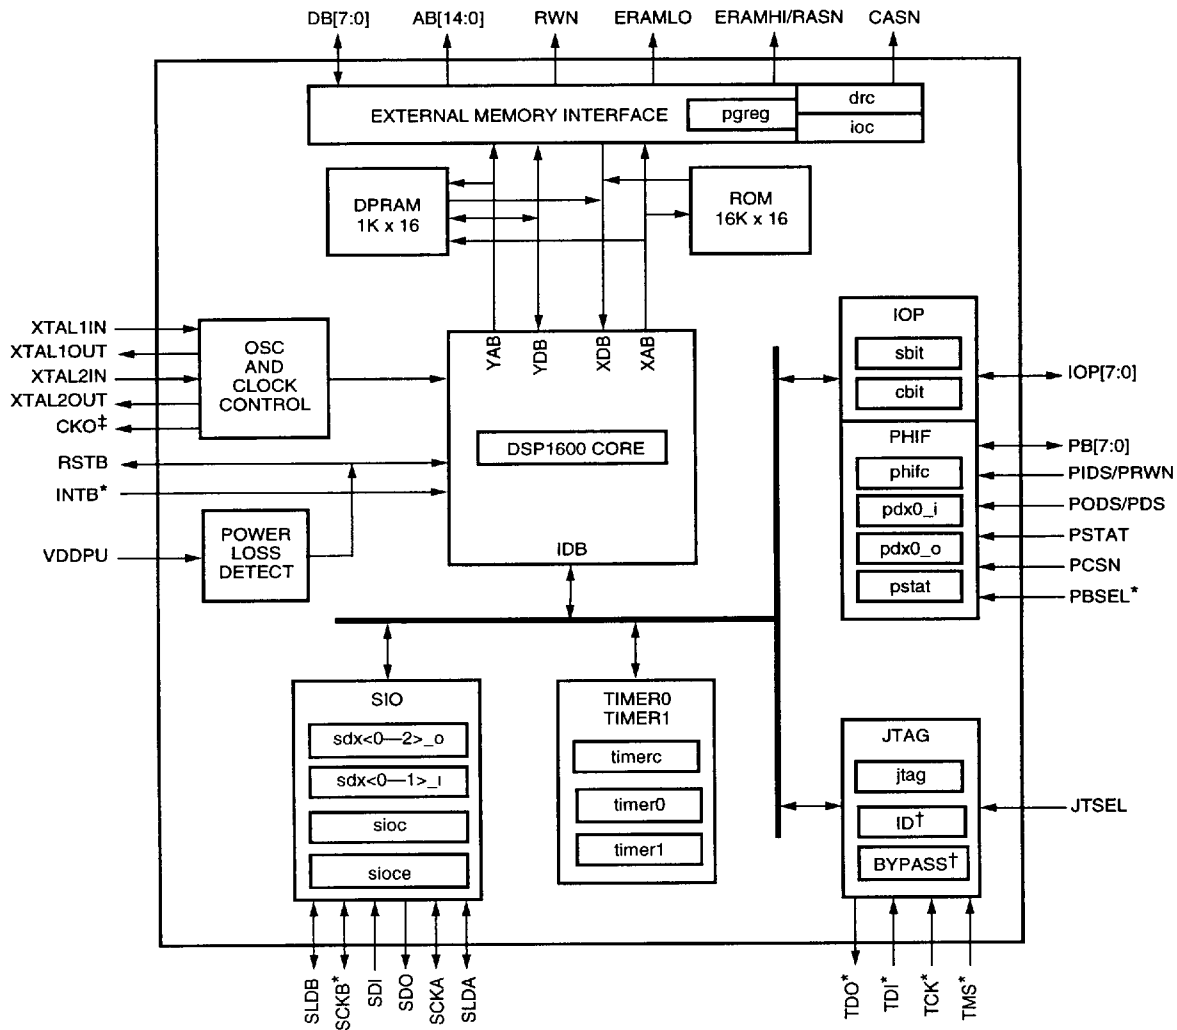 DB[7:0] AB[14:0] RWN ERAMLO ERAMHI/RASN CASN
EXTERNAL MEMORY INTERFACE
pgreg
drc
ioc
DPRAM
1K x 16
ROM
16K x 16
XTAL1IN
XTAL1OUT
XTAL2IN
XTAL2OUT
CKO‡
RSTB
INTB*
VDDPU
OSC
AND
CLOCK
CONTROL
POWER
LOSS
DETECT
YAB
YDB
XDB
XAB
DSP1600 CORE
IDB
IOP
sbit
cbit
PHIF
phifc
pdx0_i
pdx0_o
pstat
IOP[7:0]
PB[7:0]
PIDS/PRWN
PODS/PDS
PSTAT
PCSN
PBSEL*
SIO
sdx<0—2>_o
sdx<0—1>_ı
sioc
sioce
TIMER0
TIMER1
timerc
timer0
timer1
JTAG
jtag
ID†
BYPASS†
JTSEL
SLDB
SCKB*
SDI
SDO
SCKA
SLDA
TDO*
TDI*
TCK*
TMS*